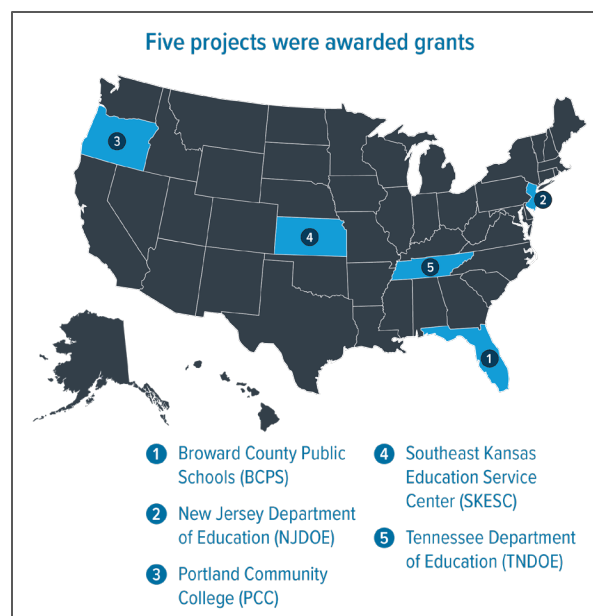 Five projects were awarded grants
3
2
4
5
1
1 Broward County Public
Schools (BCPS)
2 New Jersey Department
of Education (NJDOE)
3 Portland Community
College (PCC)
4 Southeast Kansas
Education Service
Center (SKESC)
5 Tennessee Department
of Education (TNDOE)